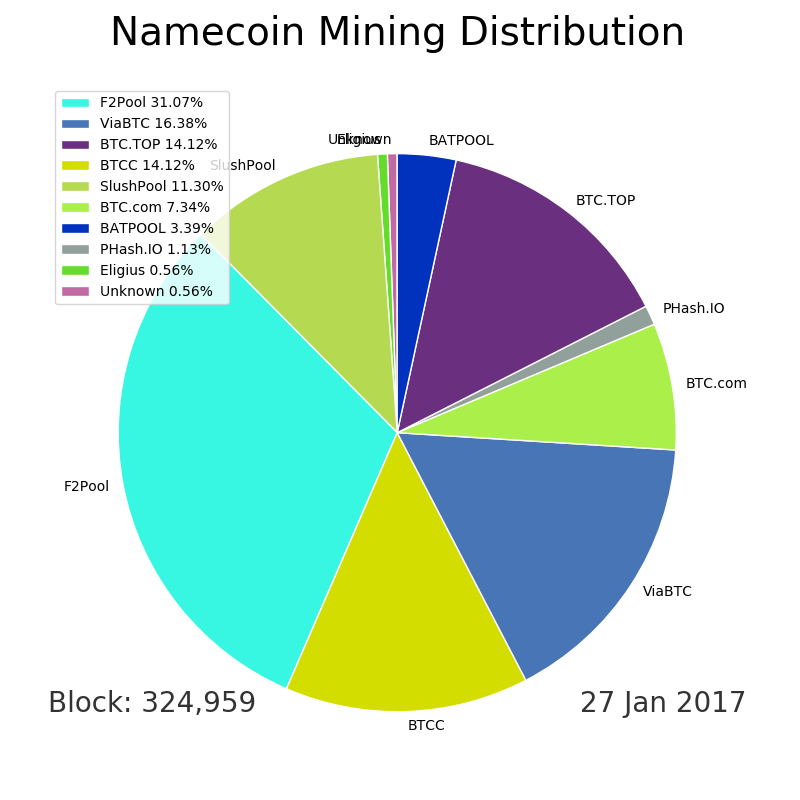 Namecoin Mining Distribution
F2Pool 31.07%
ViaBTC 16.38%
BTC.TOP 14.12%
BTCC 14.12%
SlushPool 11.30%
BTC.com 7.34%
BATPOOL 3.39%
PHash.IO 1.13%
Eligius 0.56%
Unknown 0.56%
Unknown
Eligius
BATPOOL
SlushPool
BTC.TOP
PHash.IO
BTC.com
F2Pool
ViaBTC
BTCC
Block: 324,959
27 Jan 2017